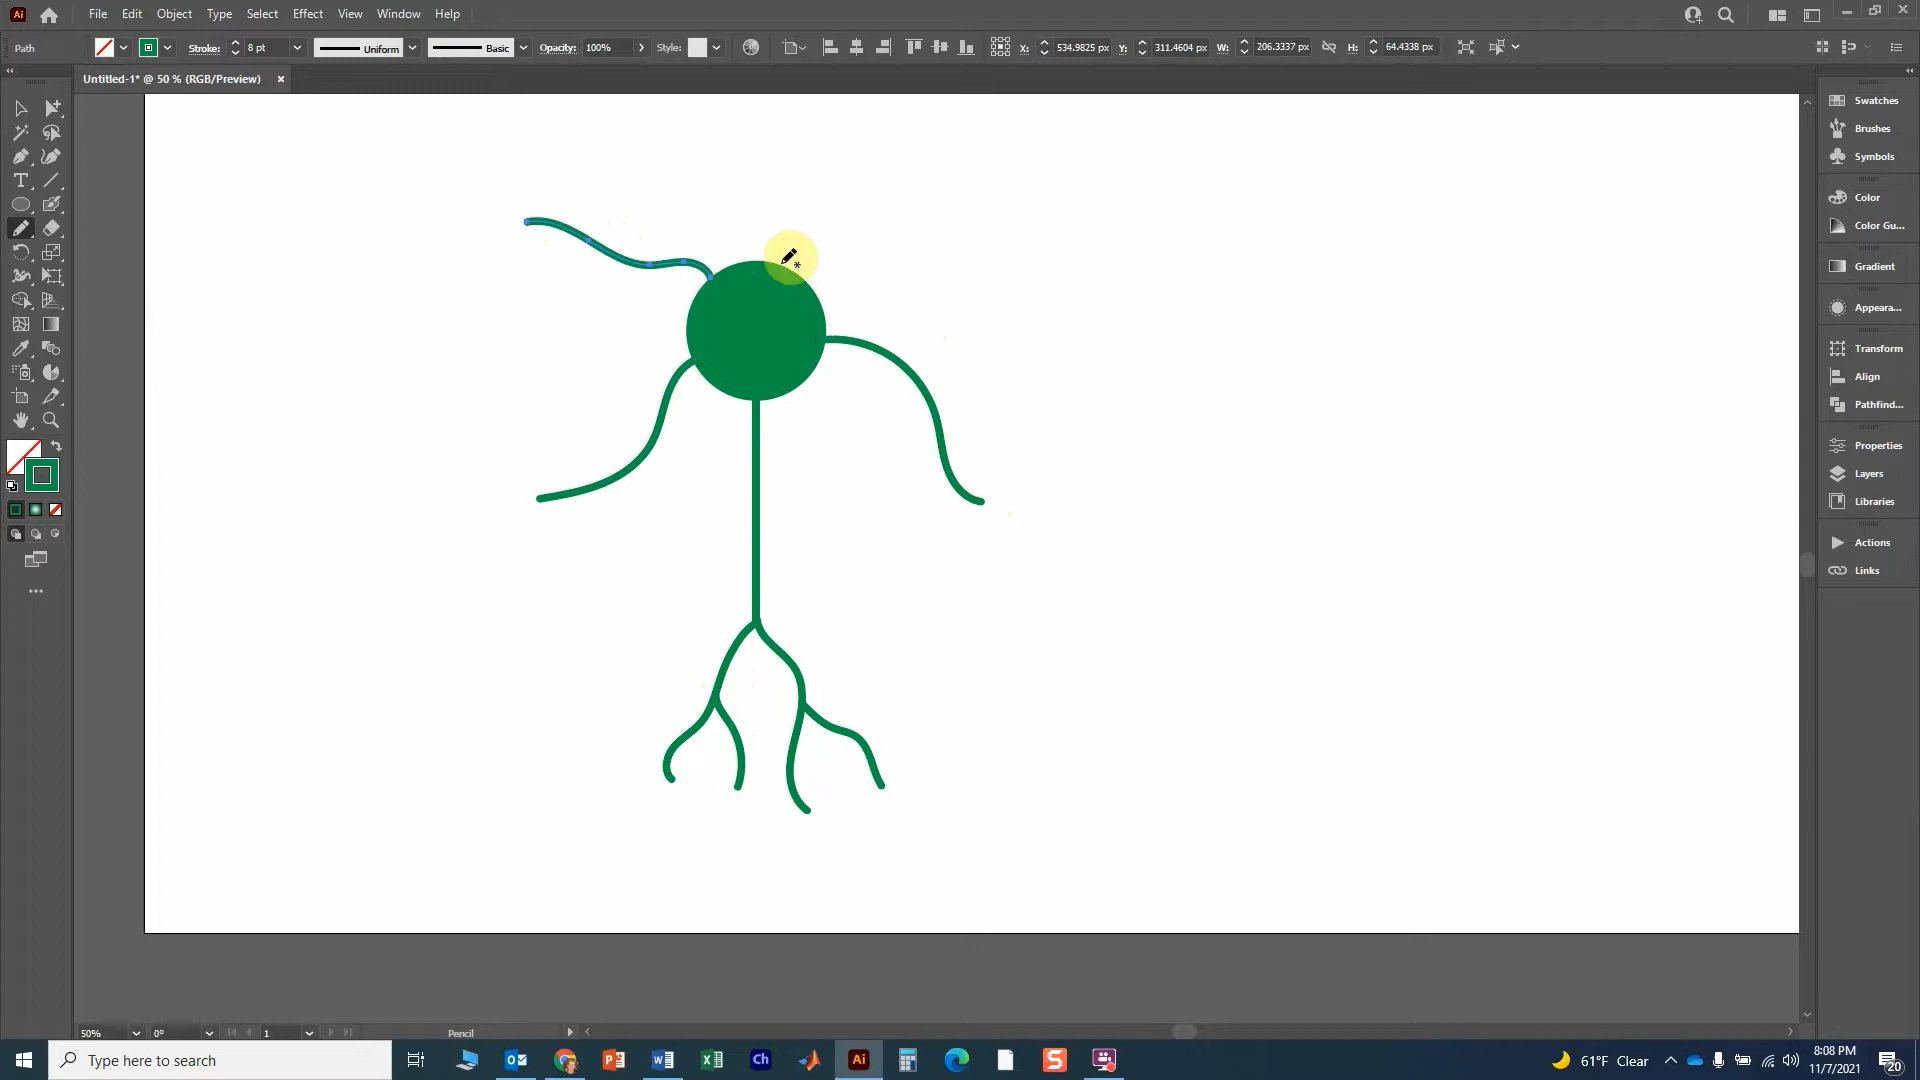 Ai File Edit Object Type Select Effect View Window Help
Path Stroke: 8 pt Uniform Basic Opacity: 100% Style: X: 534.9825 px Y: 311.4604 px W: 206.3337 px H: 64.4338 px
Untitled-1* @ 50 % (RGB/Preview) ×
Swatches
Brushes
Symbols
Color
Color Gu...
Gradient
Appeara...
Transform
Align
Pathfind...
Properties
Layers
Libraries
Actions
Links
50% 0° 1 Pencil
Type here to search
Ch
Ai
S
61°F Clear
8:08 PM
11/7/2021
20